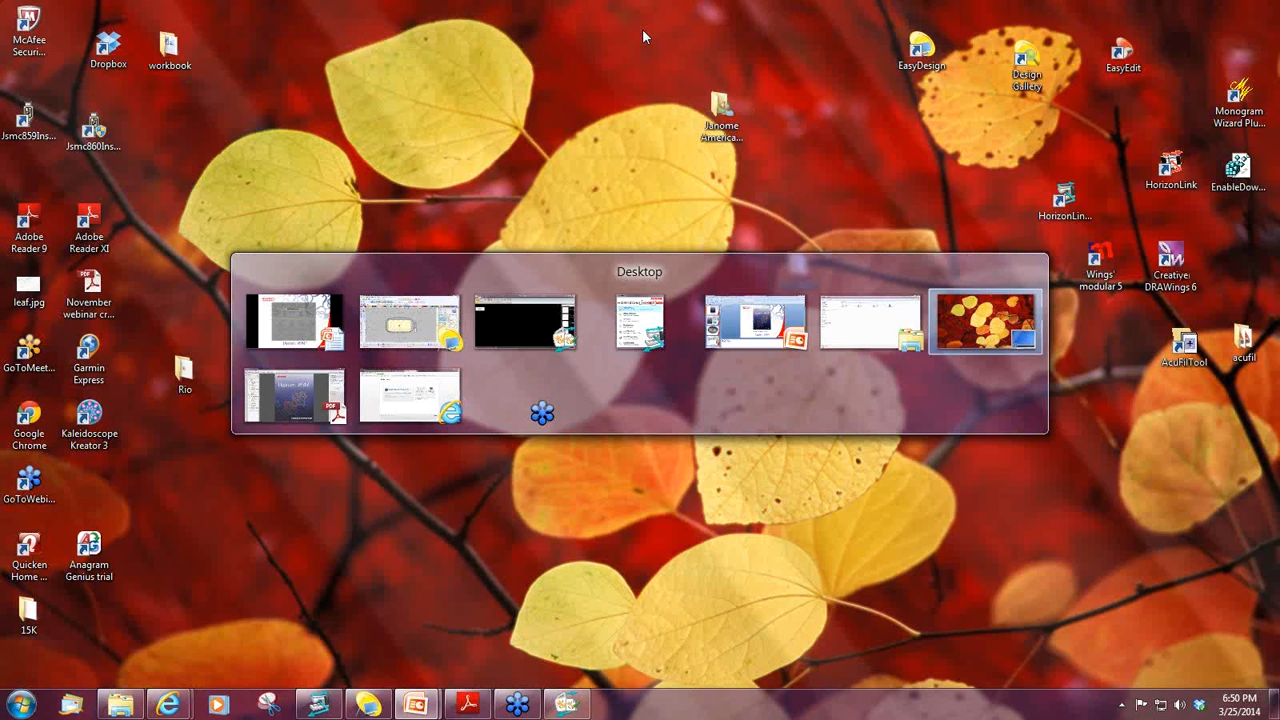 McAfee
Securi...
Dropbox
workbook
EasyDesign
Design
Gallery
EasyEdit
Monogram
Wizard Plu...
Jsmc859Ins...
Jsmc860Ins...
Janome
America...
HorizonLink
EnableDow...
HorizonLin...
Adobe
Reader 9
Adobe
Reader XI
Desktop
Wings'
modular 5
Creative
DRAWings 6
leaf.jpg
November
webinar cr...
GoToMeet...
Garmin
Express
Rio
AcuFilTool
acufil
Google
Chrome
Kaleidoscope
Kreator 3
GoToWebi...
Quicken
Home ...
Anagram
Genius trial
15K
6:50 PM
3/25/2014